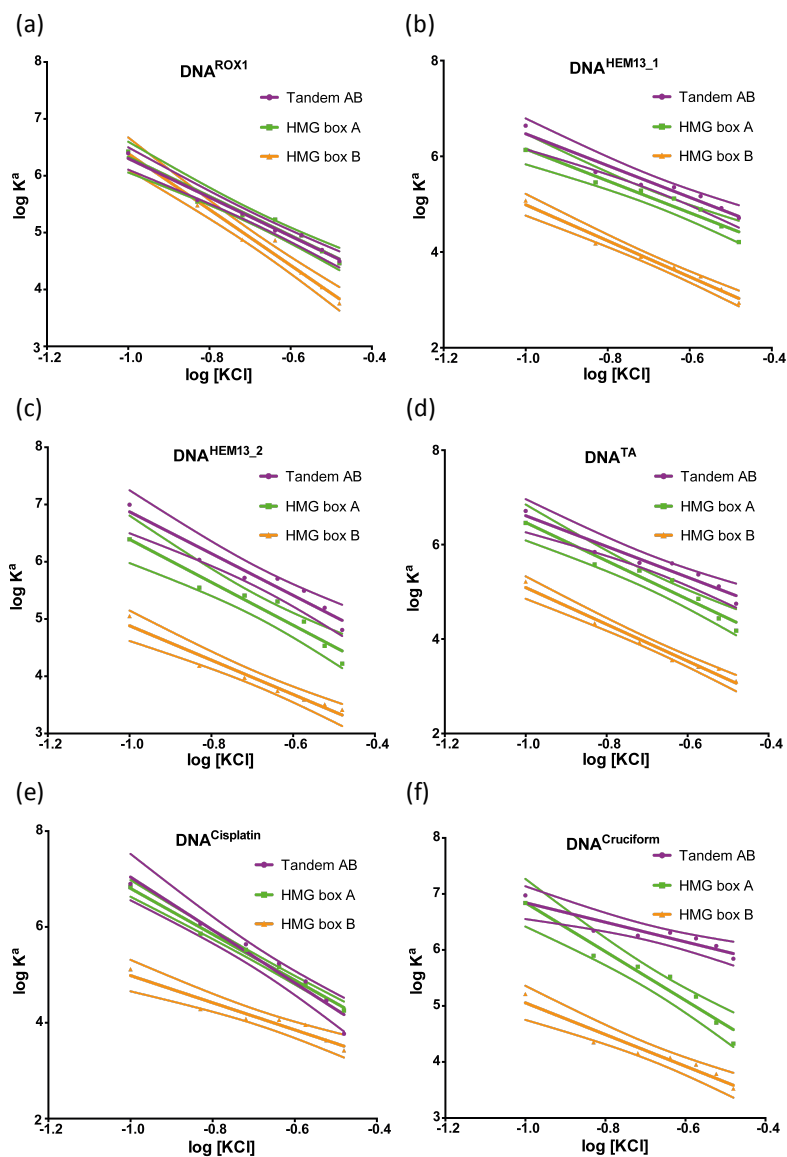 (a)
DNA^ROX1
Tandem AB
HMG box A
HMG box B
log Kª
8
7
6
5
4
3
-1.2 -1.0 -0.8 -0.6 -0.4
log [KCl]
(b)
DNA^HEM13_1
Tandem AB
HMG box A
HMG box B
log Kª
8
6
4
2
-1.2 -1.0 -0.8 -0.6 -0.4
log [KCl]
(c)
DNA^HEM13_2
Tandem AB
HMG box A
HMG box B
log Kª
8
7
6
5
4
3
-1.2 -1.0 -0.8 -0.6 -0.4
log [KCl]
(d)
DNA^TA
Tandem AB
HMG box A
HMG box B
log Kª
8
6
4
2
-1.2 -1.0 -0.8 -0.6 -0.4
log [KCl]
(e)
DNA^Cisplatin
Tandem AB
HMG box A
HMG box B
log Kª
8
6
4
2
-1.2 -1.0 -0.8 -0.6 -0.4
log [KCl]
(f)
DNA^Cruciform
Tandem AB
HMG box A
HMG box B
log Kª
8
7
6
5
4
3
-1.2 -1.0 -0.8 -0.6 -0.4
log [KCl]